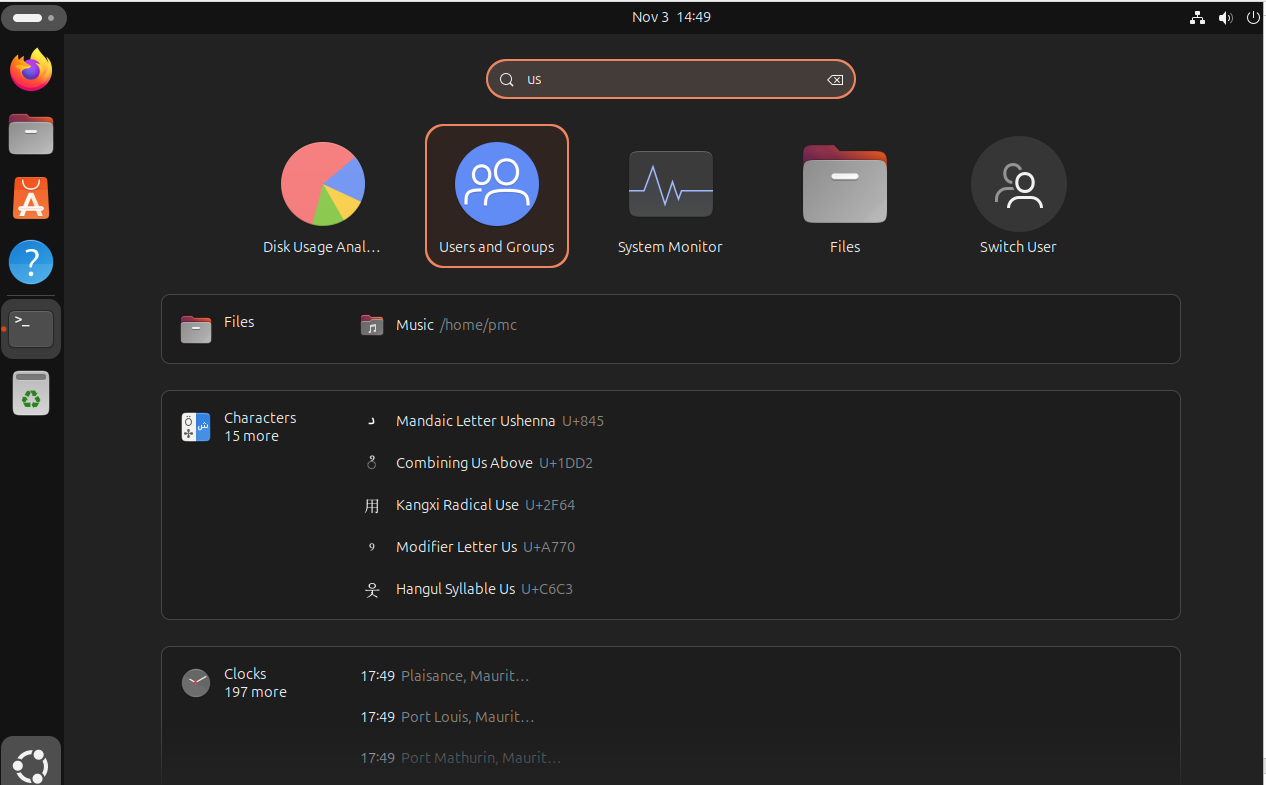 Nov 3 14:49
us
Disk Usage Anal…
Users and Groups
System Monitor
Files
Switch User
Files
Music /home/pmc
Characters
15 more
Mandaic Letter Ushenna U+845
Combining Us Above U+1DD2
Kangxi Radical Use U+2F64
Modifier Letter Us U+A770
Hangul Syllable Us U+C6C3
Clocks
197 more
17:49 Plaisance, Maurit…
17:49 Port Louis, Maurit…
17:49 Port Mathurin, Maurit…